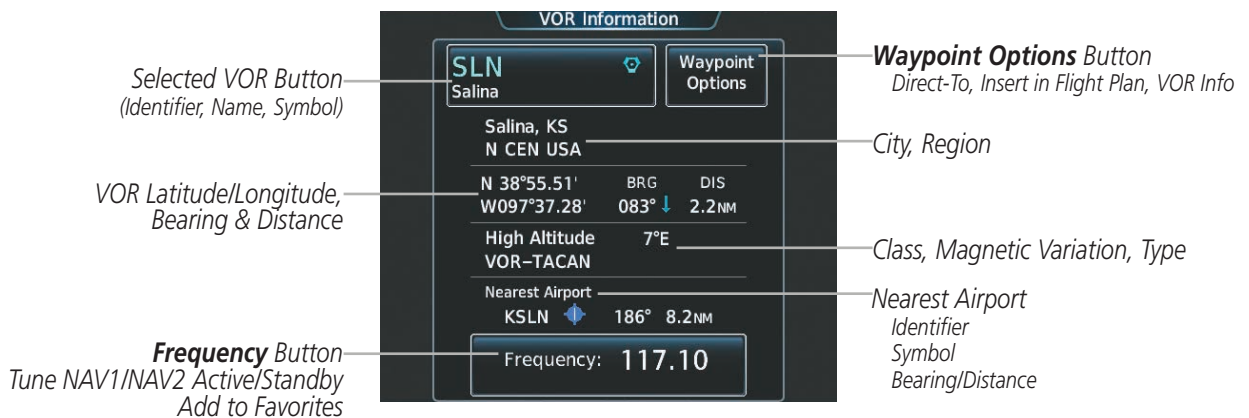 VOR Information
SLN
Salina
Waypoint
Options
Salina, KS
N CEN USA
N 38°55.51' BRG DIS
W097°37.28' 083° ↓ 2.2NM
High Altitude 7°E
VOR–TACAN
Nearest Airport
KSLN 186° 8.2NM
Frequency: 117.10
Selected VOR Button
(Identifier, Name, Symbol)
VOR Latitude/Longitude,
Bearing & Distance
Frequency Button
Tune NAV1/NAV2 Active/Standby
Add to Favorites
Waypoint Options Button
Direct-To, Insert in Flight Plan, VOR Info
City, Region
Class, Magnetic Variation, Type
Nearest Airport
Identifier
Symbol
Bearing/Distance